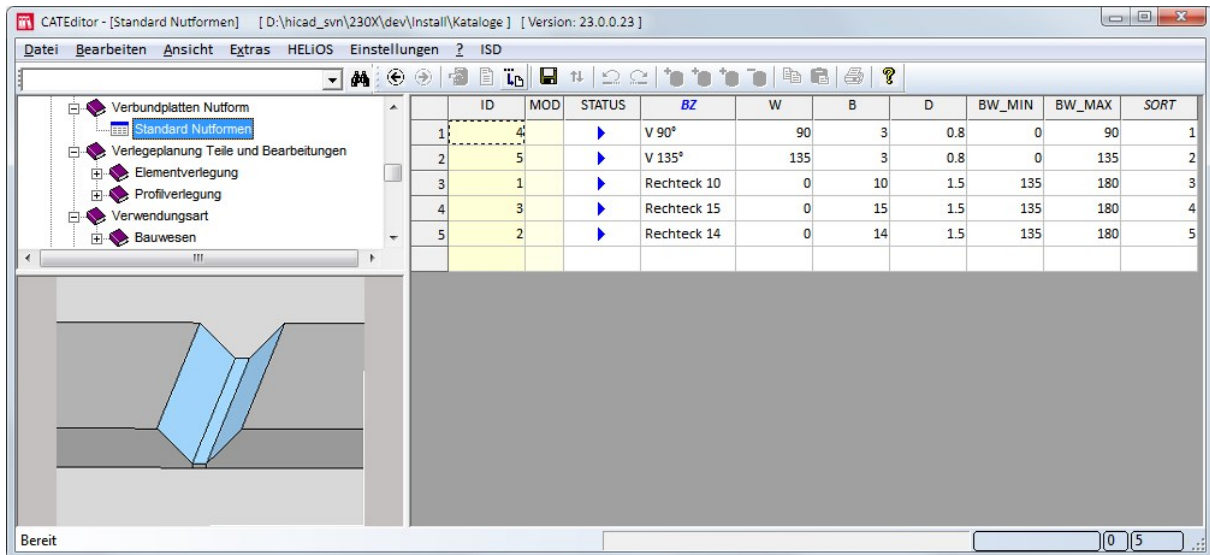 CATEditor - [Standard Nutformen] [ D:\hicad_svn\230X\dev\Install\Kataloge ] [ Version: 23.0.0.23 ]
Datei Bearbeiten Ansicht Extras HELiOS Einstellungen ? ISD
Verbundplatten Nutform
Standard Nutformen
Verlegeplanung Teile und Bearbeitungen
Elementverlegung
Profilverlegung
Verwendungsart
Bauwesen
ID MOD STATUS BZ W B D BW_MIN BW_MAX SORT
1 4 V 90° 90 3 0.8 0 90 1
2 5 V 135° 135 3 0.8 0 135 2
3 1 Rechteck 10 0 10 1.5 135 180 3
4 3 Rechteck 15 0 15 1.5 135 180 4
5 2 Rechteck 14 0 14 1.5 135 180 5
Bereit 0 5